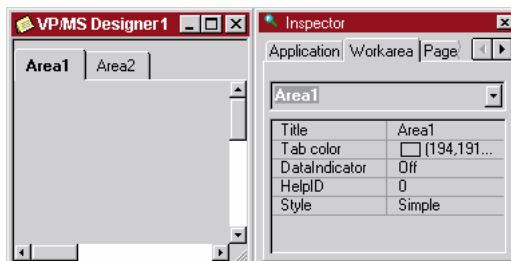 VP/MS Designer1
Area1 Area2
Inspector
Application Workarea Page
Area1
Title Area1
Tab color (194,191...
DataIndicator Off
HelpID 0
Style Simple